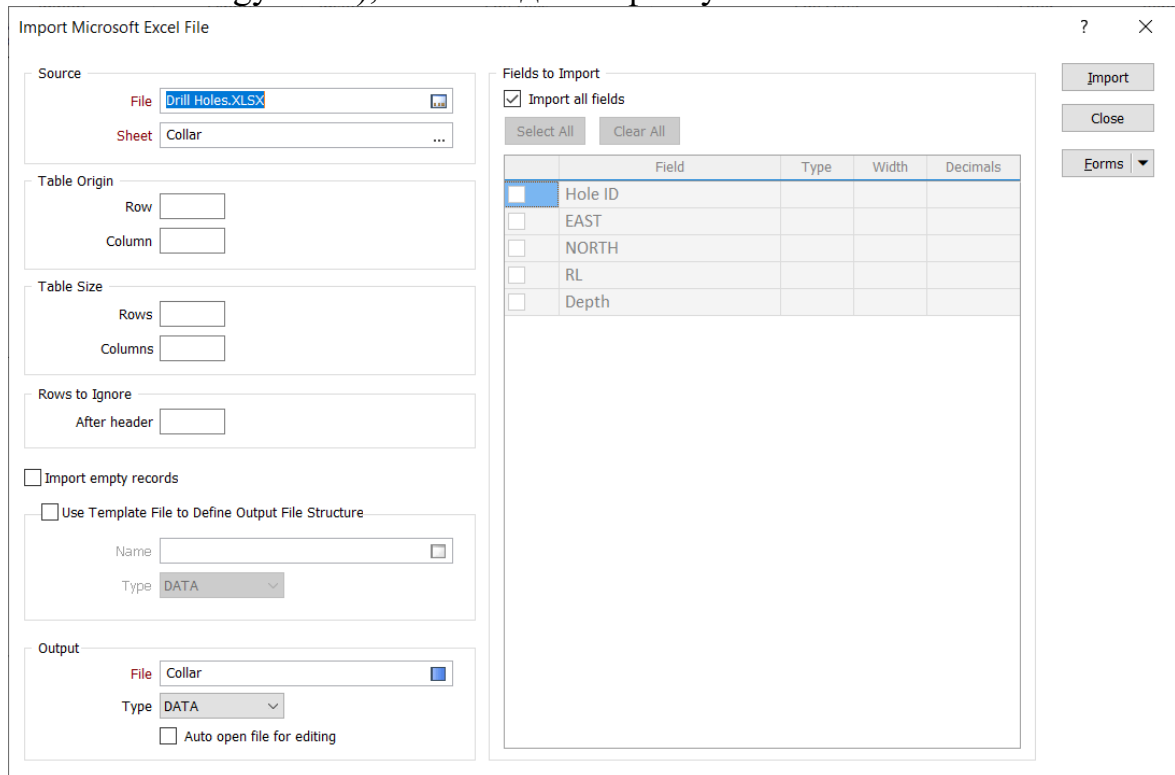 Import Microsoft Excel File
?
Source
File Drill Holes.XLSX
Sheet Collar ...
Table Origin
Row
Column
Table Size
Rows
Columns
Rows to Ignore
After header
Import empty records
Use Template File to Define Output File Structure
Name
Type DATA
Output
File Collar
Type DATA
Auto open file for editing
Fields to Import
Import all fields
Select All Clear All
Field Type Width Decimals
Hole ID
EAST
NORTH
RL
Depth
Import
Close
Forms